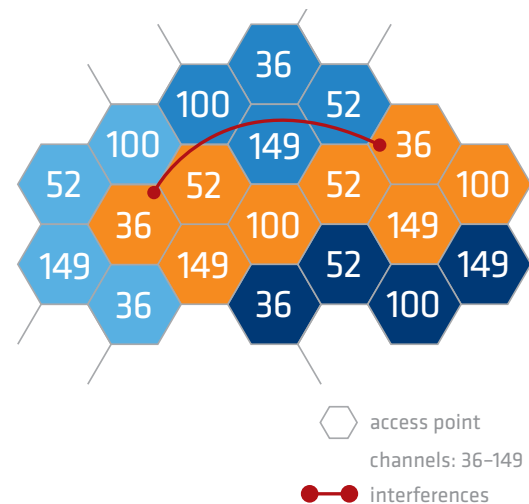 36
100 52
100 149 36
52 52 52 100
36 100 149
149 149 52 149
36 36 100
access point
channels: 36–149
interferences